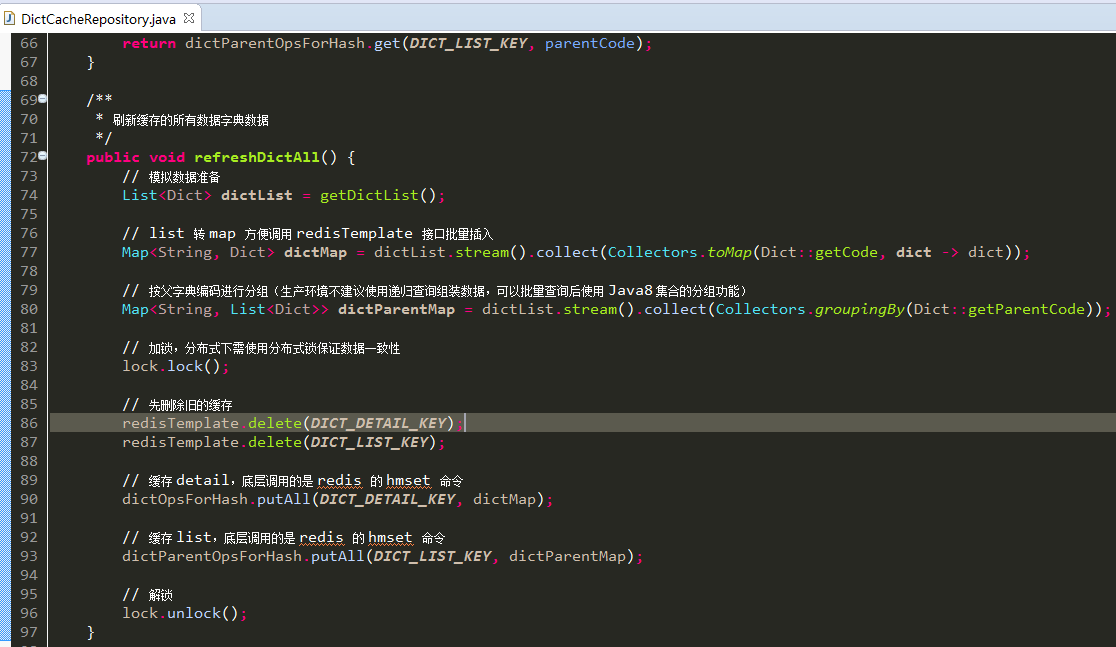 DictCacheRepository.java
66 return dictParentOpsForHash.get(DICT_LIST_KEY, parentCode);
67 }
68
69 /**
70 * 刷新缓存的所有数据字典数据
71 */
72 public void refreshDictAll() {
73 // 模拟数据准备
74 List<Dict> dictList = getDictList();
75
76 // list 转 map 方便调用 redisTemplate 接口批量插入
77 Map<String, Dict> dictMap = dictList.stream().collect(Collectors.toMap(Dict::getCode, dict -> dict));
78
79 // 按父字典编码进行分组（生产环境不建议使用递归查询组装数据，可以批量查询后使用 Java8 集合的分组功能）
80 Map<String, List<Dict>> dictParentMap = dictList.stream().collect(Collectors.groupingBy(Dict::getParentCode));
81
82 // 加锁，分布式下需使用分布式锁保证数据一致性
83 lock.lock();
84
85 // 先删除旧的缓存
86 redisTemplate.delete(DICT_DETAIL_KEY);
87 redisTemplate.delete(DICT_LIST_KEY);
88
89 // 缓存 detail，底层调用的是 redis 的 hmset 命令
90 dictOpsForHash.putAll(DICT_DETAIL_KEY, dictMap);
91
92 // 缓存 list，底层调用的是 redis 的 hmset 命令
93 dictParentOpsForHash.putAll(DICT_LIST_KEY, dictParentMap);
94
95 // 解锁
96 lock.unlock();
97 }